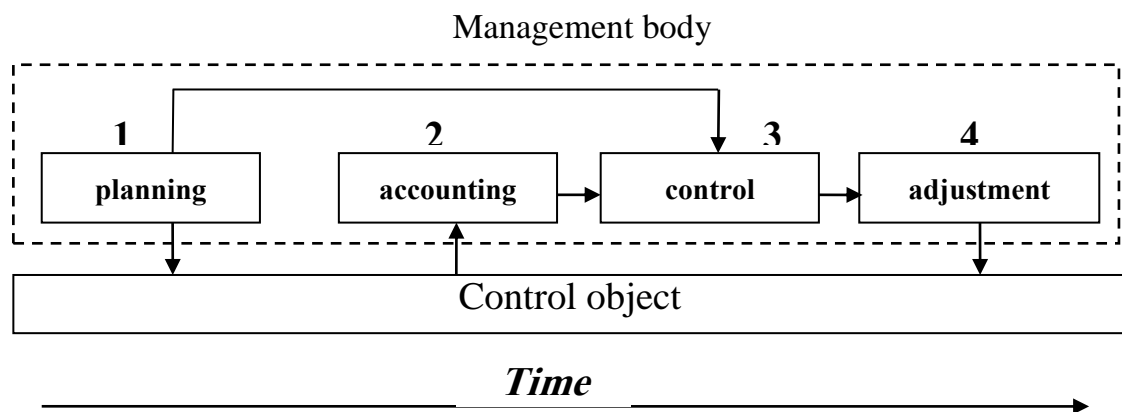 Management body
1 2 3 4
planning accounting control adjustment
Control object
Time